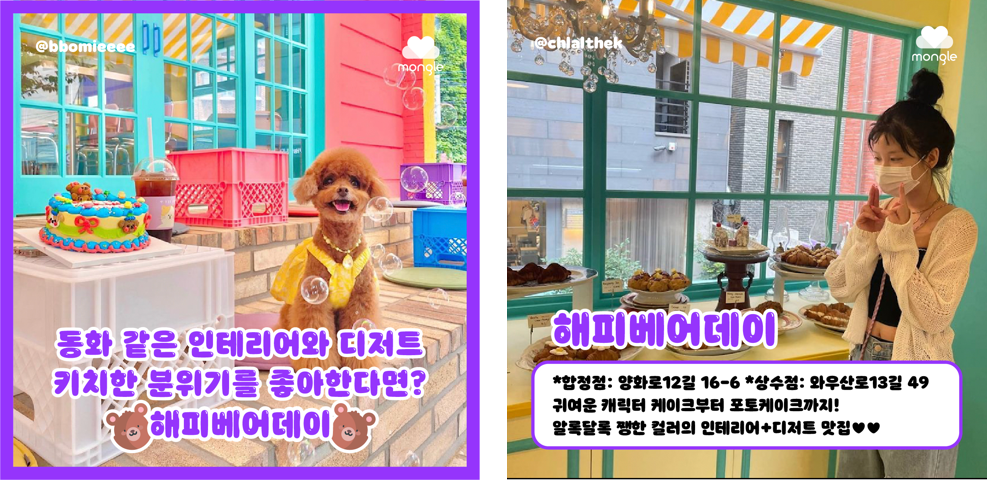 @bbomieeee
mongle
동화 같은 인테리어와 디저트
키치한 분위기를 좋아한다면?
해피베어데이
@chlalthek
mongle
해피베어데이
*합정점: 양화로12길 16-6 *상수점: 와우산로13길 49
귀여운 캐릭터 케이크부터 포토케이크까지!
알록달록 쨍한 컬러의 인테리어+디저트 맛집♥♥